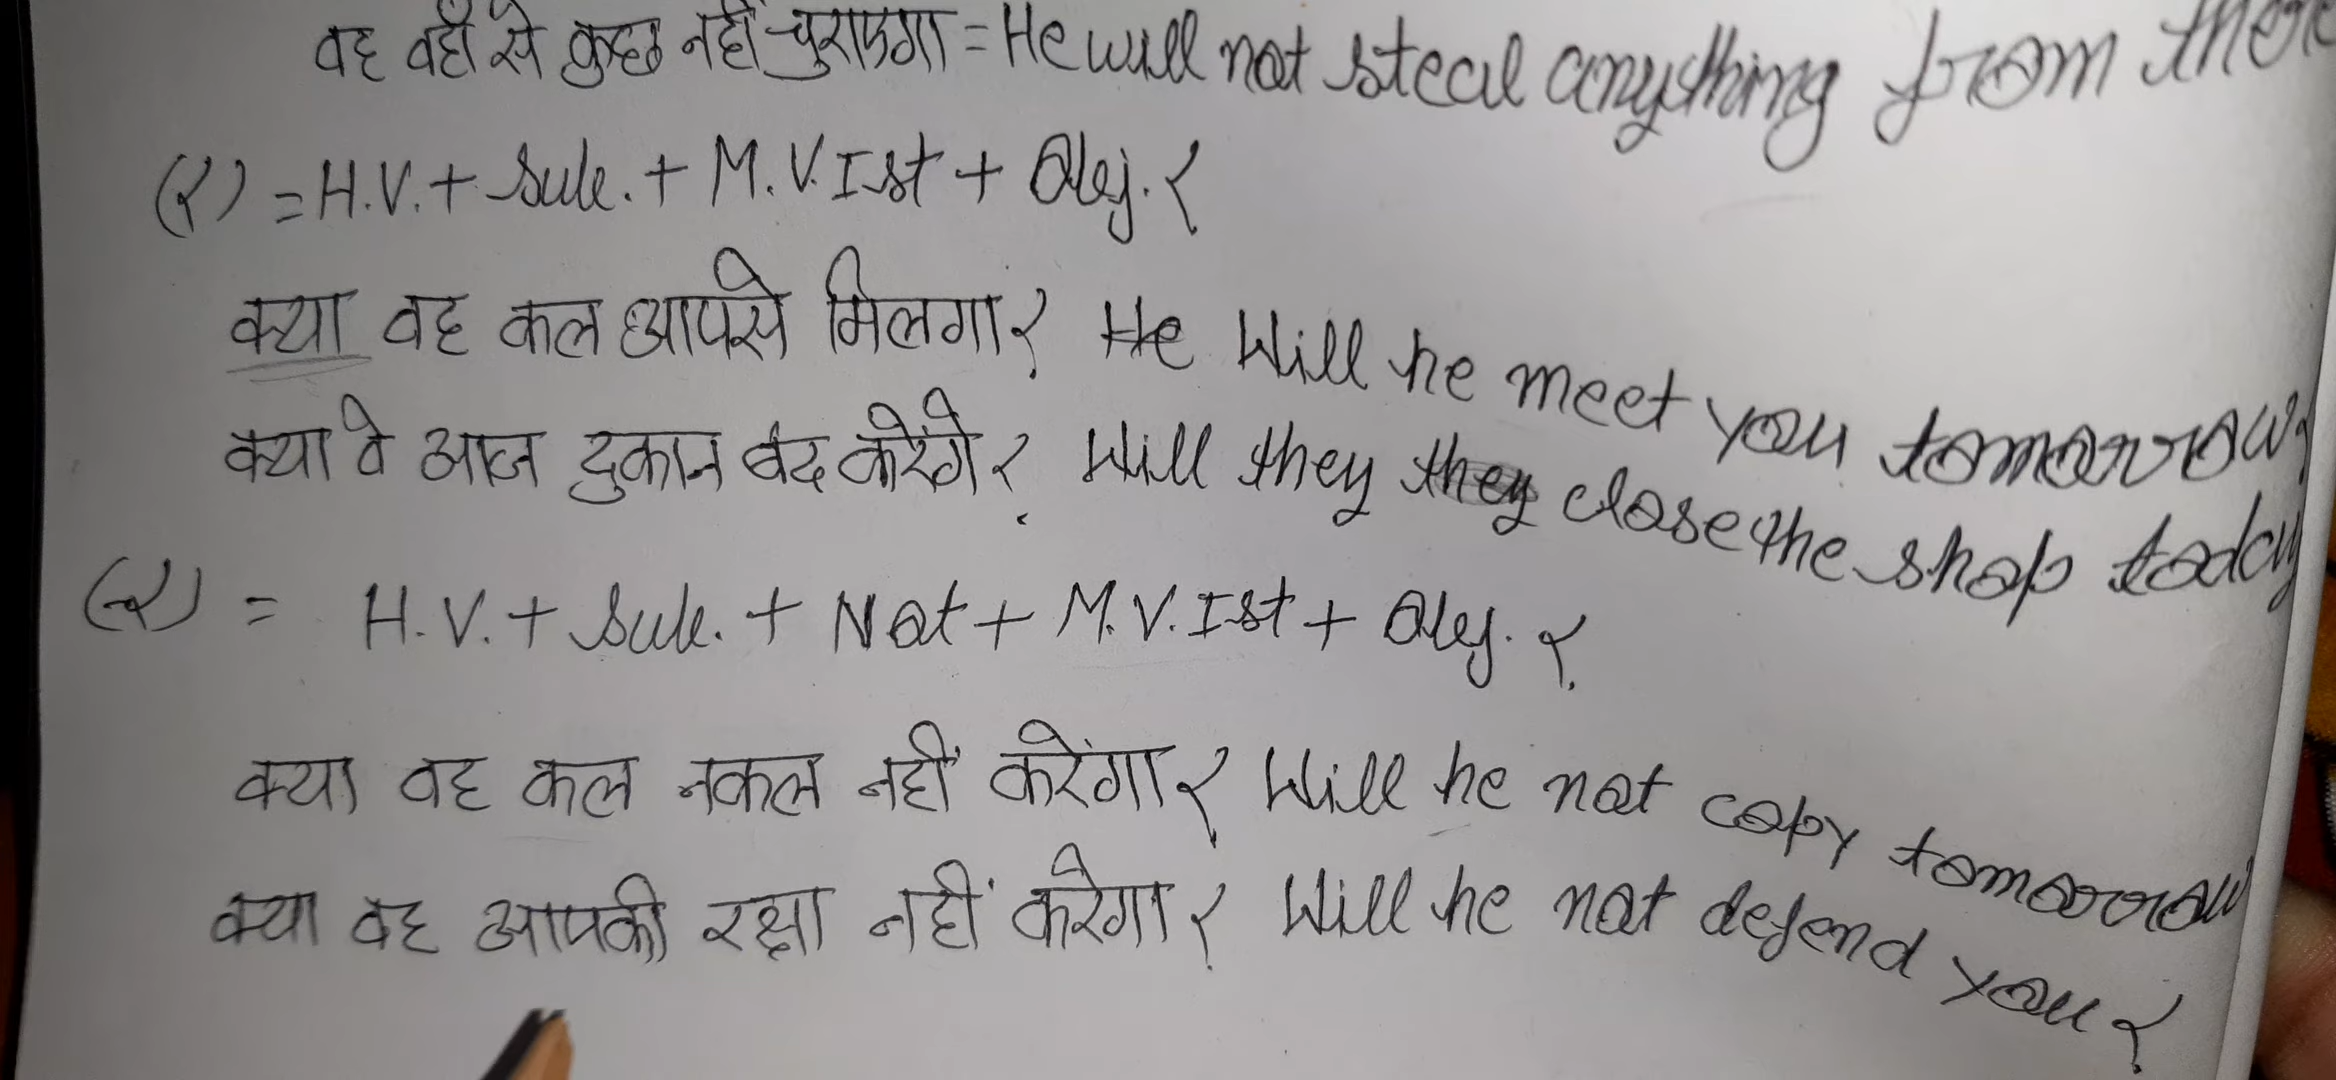 वह वहाँ से कुछ नहीं चुराएगा = He will not steal anything from there
(?) = H.V. + Sub. + M.V. Ist + Obj. ?
क्या वह कल आपसे मिलगा? He Will he meet you tomorrow?
क्या वे आज दुकान बंद करेंगे? Will they they close the shop today
(-?) = H.V. + Sub. + Not + M.V. Ist + Obj. ?
क्या वह कल नकल नहीं करेंगा? Will he not copy tomorrow
क्या वह आपकी रक्षा नहीं करेगा? Will he not defend you?